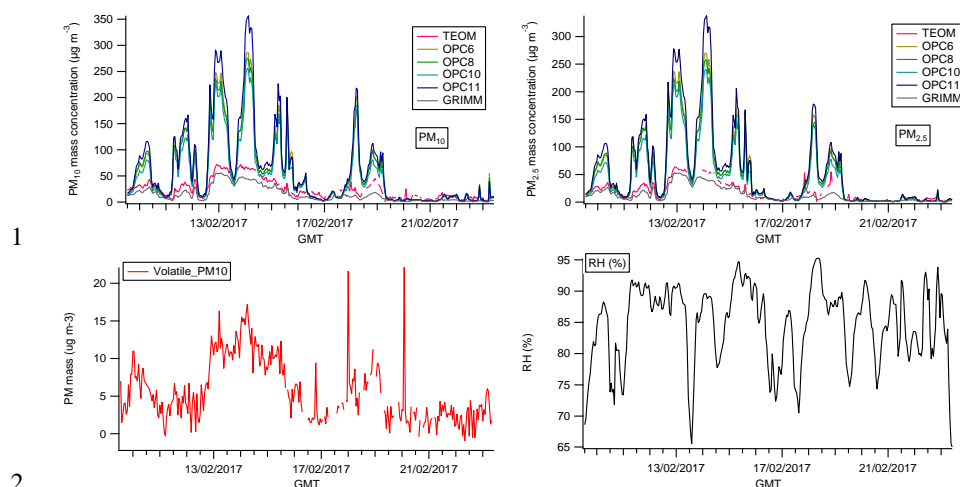 350
300
250
200
150
100
50
0
PM10 mass concentration (µg m-3)
TEOM
OPC6
OPC8
OPC10
OPC11
GRIMM
PM10
13/02/2017 17/02/2017 21/02/2017
GMT
300
250
200
150
100
50
0
PM2.5 mass concentration (µg m-3)
TEOM
OPC6
OPC8
OPC10
OPC11
GRIMM
PM2.5
13/02/2017 17/02/2017 21/02/2017
GMT
1
Volatile_PM10
20
15
10
5
0
PM mass (ug m-3)
13/02/2017 17/02/2017 21/02/2017
GMT
RH (%)
95
90
85
80
75
70
65
RH (%)
13/02/2017 17/02/2017 21/02/2017
GMT
2